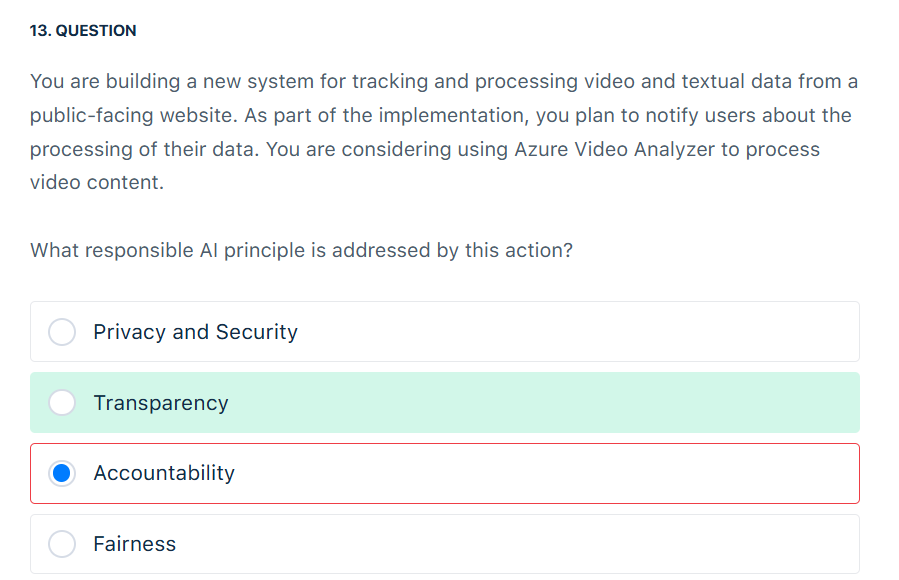 13. QUESTION
You are building a new system for tracking and processing video and textual data from a
public-facing website. As part of the implementation, you plan to notify users about the
processing of their data. You are considering using Azure Video Analyzer to process
video content.
What responsible AI principle is addressed by this action?
Privacy and Security
Transparency
Accountability
Fairness